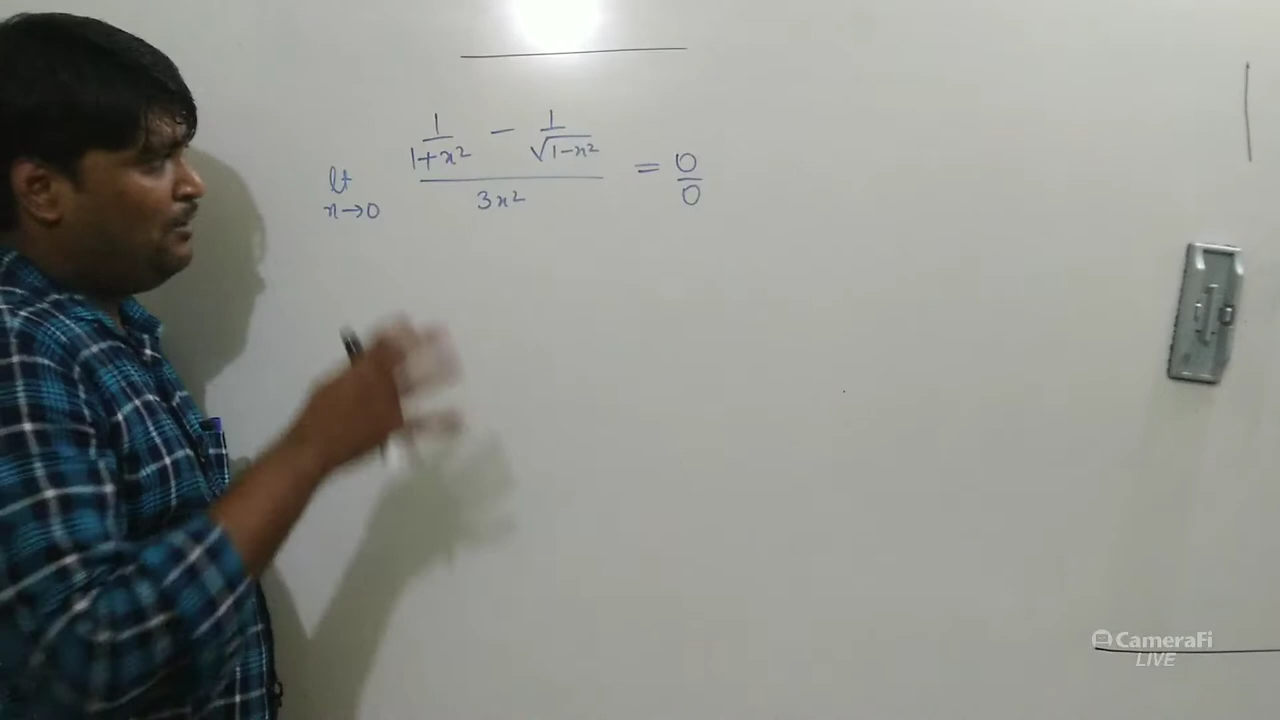 lt x→0 (1/(1+x²) − 1/√(1−x²)) / 3x² = 0/0
CameraFi
LIVE